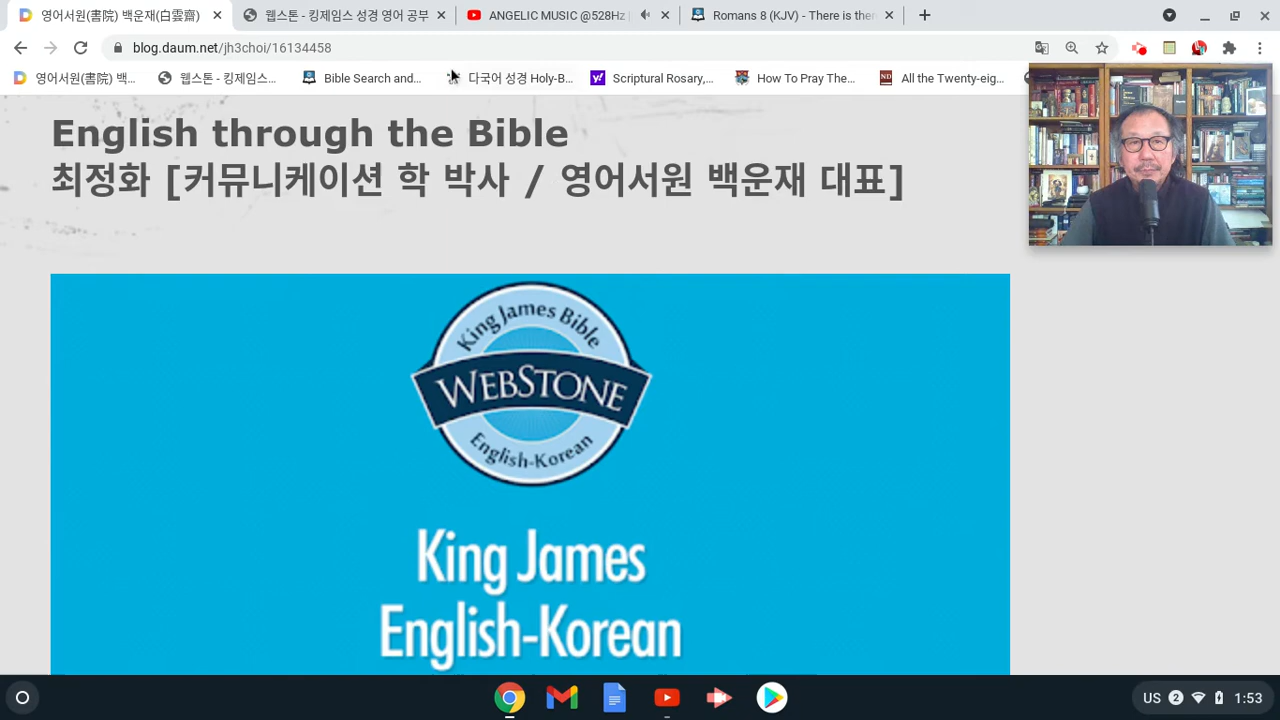 영어서원(書院) 백운재(白雲齋)
웹스톤 - 킹제임스 성경 영어 공부
ANGELIC MUSIC @528Hz
Romans 8 (KJV) - There is ther
blog.daum.net/jh3choi/16134458
영어서원(書院) 백...
웹스톤 - 킹제임스...
Bible Search and...
다국어 성경 Holy-B...
Scriptural Rosary,...
How To Pray The...
All the Twenty-eig...
English through the Bible
최정화 [커뮤니케이션 학 박사 / 영어서원 백운재 대표]
King James Bible
WEBSTONE
English-Korean
King James
English-Korean
US 2 1:53